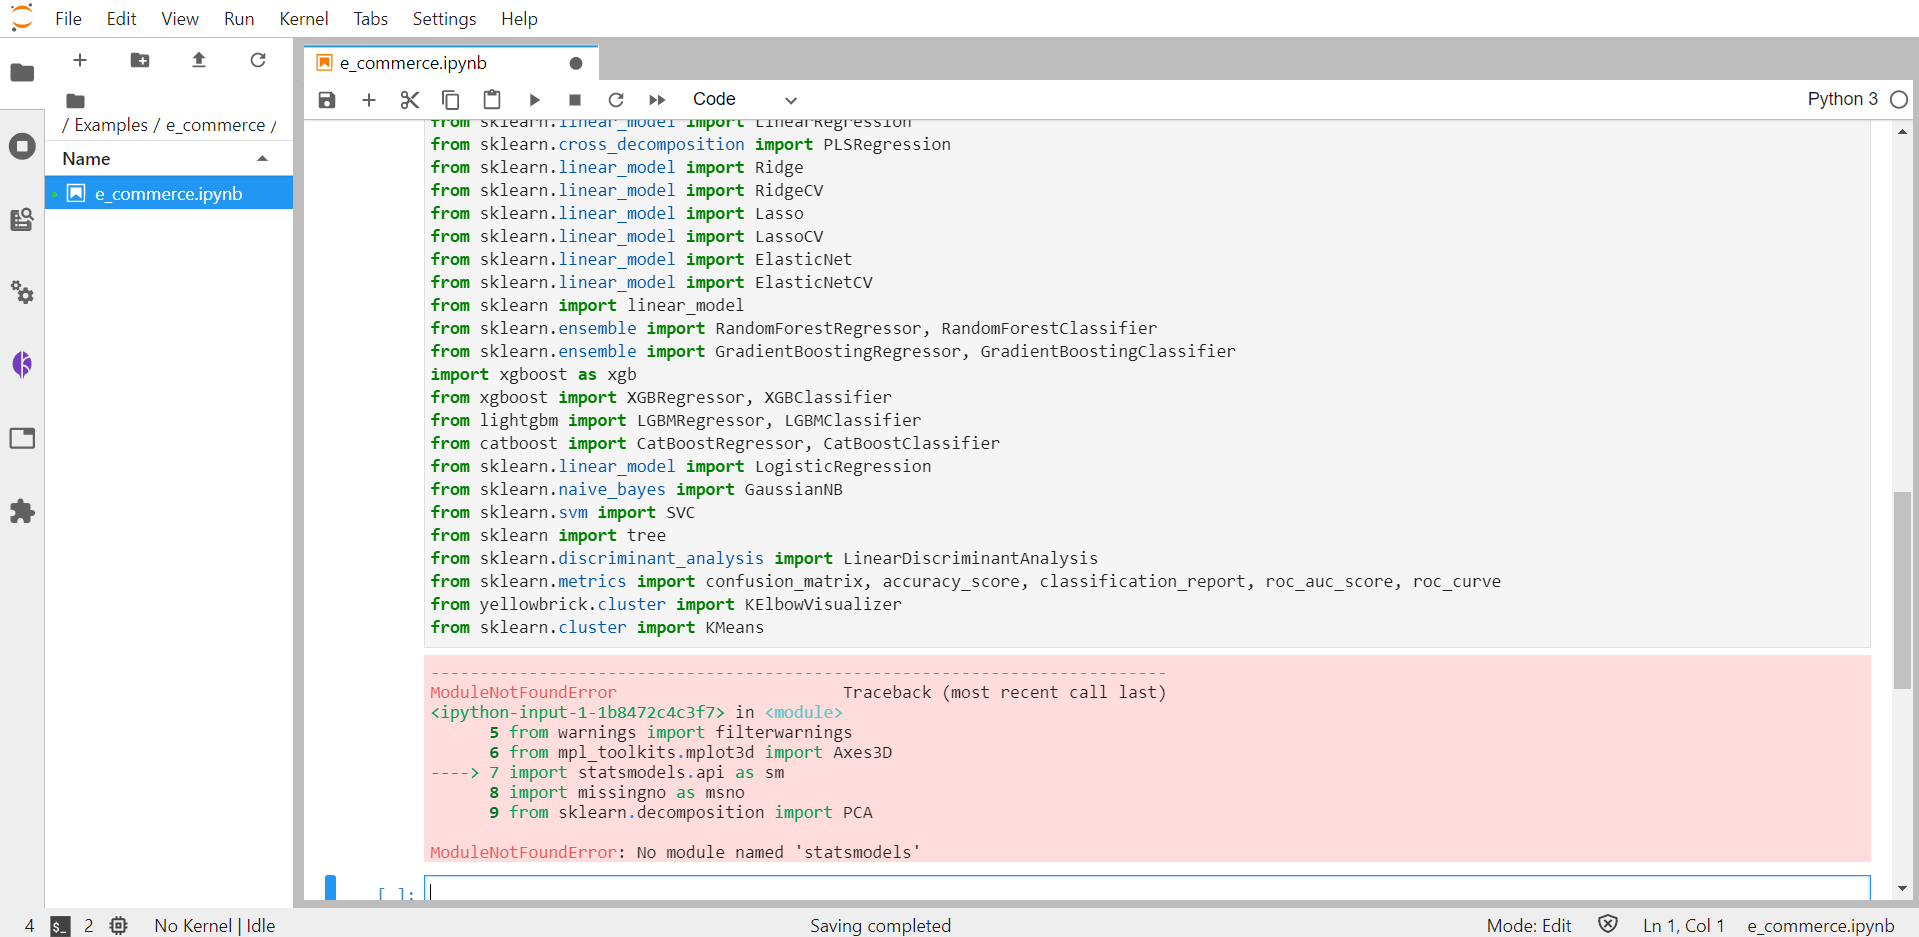 File Edit View Run Kernel Tabs Settings Help
/ Examples / e_commerce /
Name
e_commerce.ipynb
e_commerce.ipynb
Code
Python 3
from sklearn.linear_model import LinearRegression
from sklearn.cross_decomposition import PLSRegression
from sklearn.linear_model import Ridge
from sklearn.linear_model import RidgeCV
from sklearn.linear_model import Lasso
from sklearn.linear_model import LassoCV
from sklearn.linear_model import ElasticNet
from sklearn.linear_model import ElasticNetCV
from sklearn import linear_model
from sklearn.ensemble import RandomForestRegressor, RandomForestClassifier
from sklearn.ensemble import GradientBoostingRegressor, GradientBoostingClassifier
import xgboost as xgb
from xgboost import XGBRegressor, XGBClassifier
from lightgbm import LGBMRegressor, LGBMClassifier
from catboost import CatBoostRegressor, CatBoostClassifier
from sklearn.linear_model import LogisticRegression
from sklearn.naive_bayes import GaussianNB
from sklearn.svm import SVC
from sklearn import tree
from sklearn.discriminant_analysis import LinearDiscriminantAnalysis
from sklearn.metrics import confusion_matrix, accuracy_score, classification_report, roc_auc_score, roc_curve
from yellowbrick.cluster import KElbowVisualizer
from sklearn.cluster import KMeans
---------------------------------------------------------------------------
ModuleNotFoundError                       Traceback (most recent call last)
<ipython-input-1-1b8472c4c3f7> in <module>
      5 from warnings import filterwarnings
      6 from mpl_toolkits.mplot3d import Axes3D
----> 7 import statsmodels.api as sm
      8 import missingno as msno
      9 from sklearn.decomposition import PCA
ModuleNotFoundError: No module named 'statsmodels'
[ ]:
4 $_ 2 No Kernel | Idle Saving completed Mode: Edit Ln 1, Col 1 e_commerce.ipynb